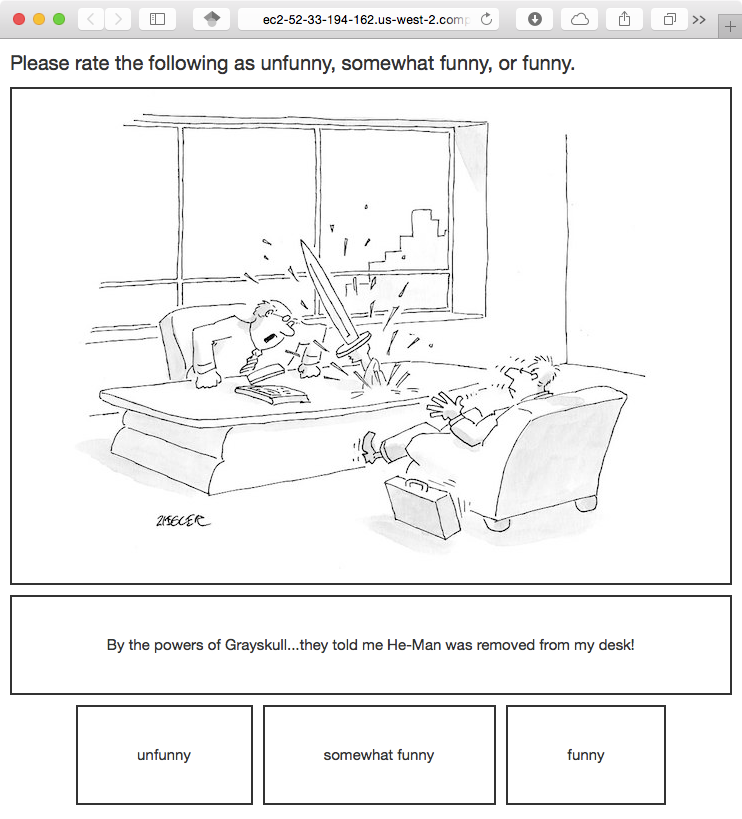 ec2-52-33-194-162.us-west-2.comp
Please rate the following as unfunny, somewhat funny, or funny.
ZIEGLER
By the powers of Grayskull...they told me He-Man was removed from my desk!
unfunny
somewhat funny
funny